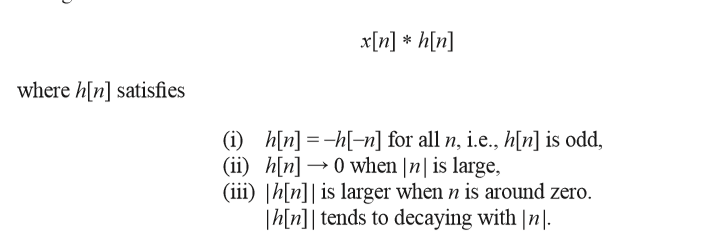 x[n] * h[n]
where h[n] satisfies
(i) h[n] = –h[–n] for all n, i.e., h[n] is odd,
(ii) h[n] → 0 when |n| is large,
(iii) |h[n]| is larger when n is around zero.
|h[n]| tends to decaying with |n|.